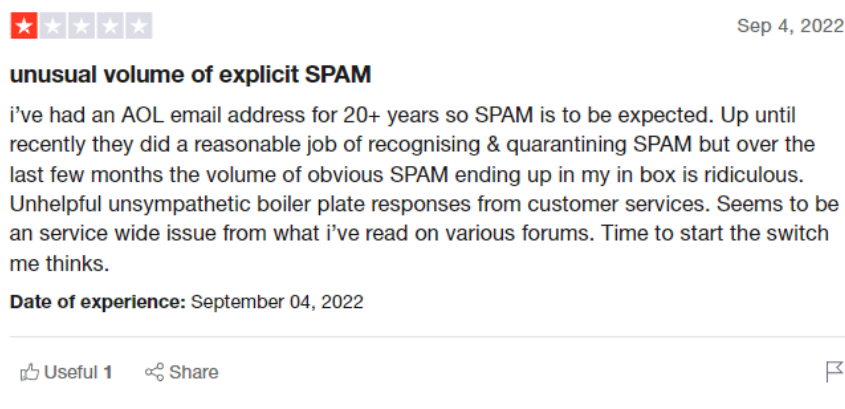 Sep 4, 2022
unusual volume of explicit SPAM
i've had an AOL email address for 20+ years so SPAM is to be expected. Up until
recently they did a reasonable job of recognising & quarantining SPAM but over the
last few months the volume of obvious SPAM ending up in my in box is ridiculous.
Unhelpful unsympathetic boiler plate responses from customer services. Seems to be
an service wide issue from what i've read on various forums. Time to start the switch
me thinks.
Date of experience: September 04, 2022
Useful 1 Share